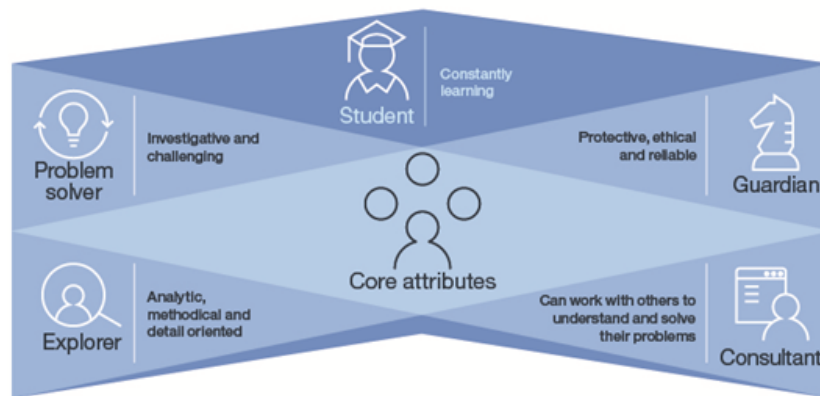 Student
Constantly
learning
Problem
solver
Investigative and
challenging
Protective, ethical
and reliable
Guardian
Core attributes
Explorer
Analytic,
methodical and
detail oriented
Can work with others to
understand and solve
their problems
Consultant